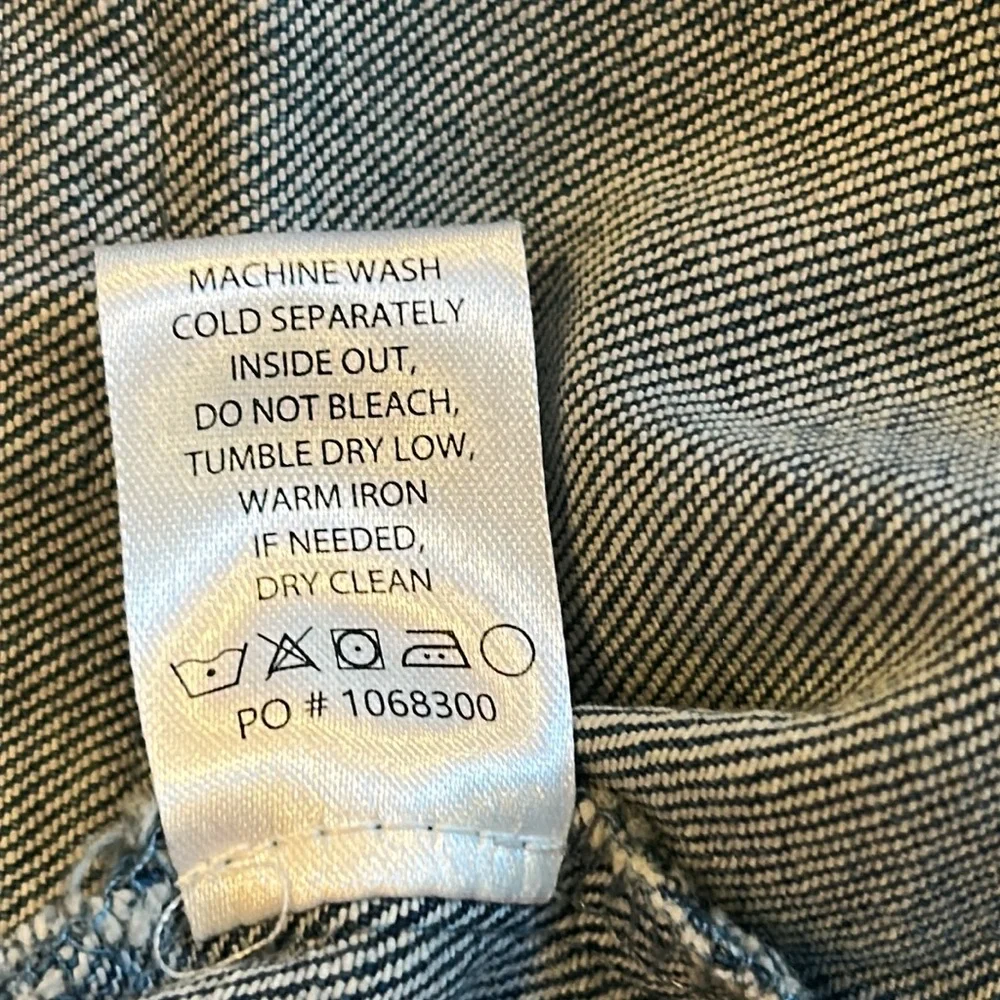 MACHINE WASH
COLD SEPARATELY
INSIDE OUT,
DO NOT BLEACH,
TUMBLE DRY LOW,
WARM IRON
IF NEEDED,
DRY CLEAN
PO # 1068300